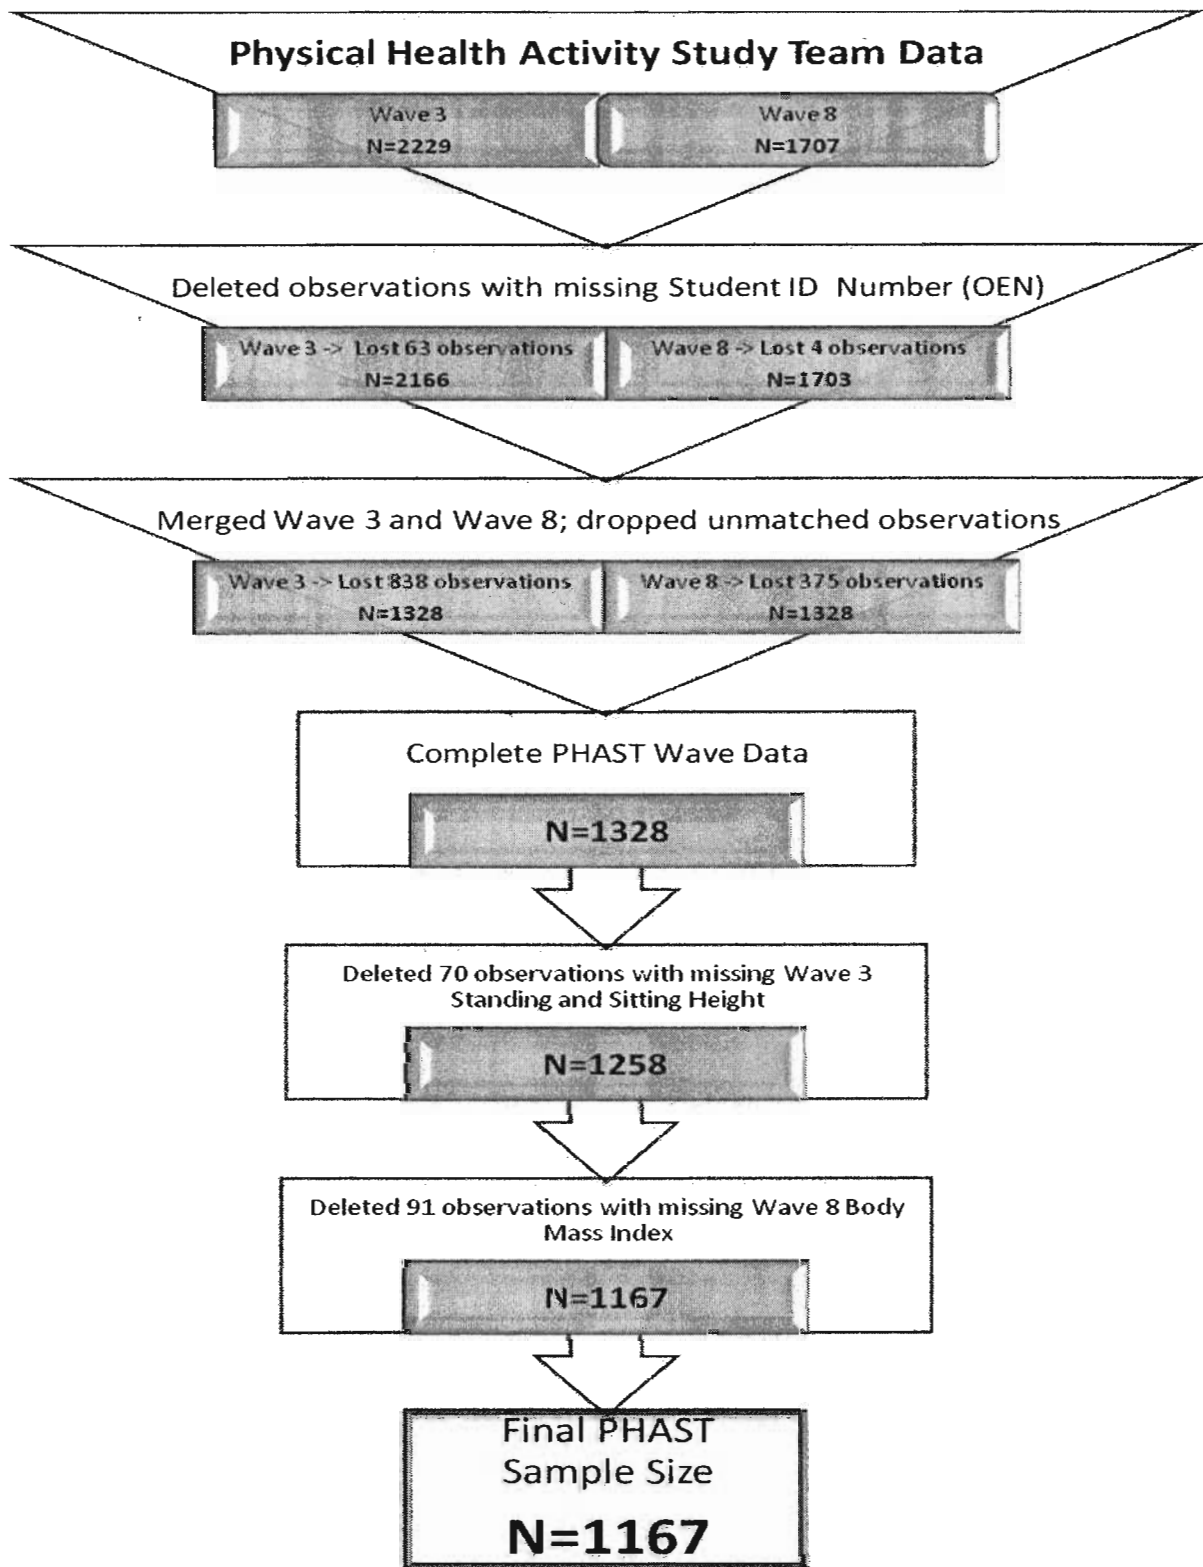 Physical Health Activity Study Team Data
Wave 3
N=2229
Wave 8
N=1707
Deleted observations with missing Student ID Number (OEN)
Wave 3 -> Lost 63 observations
N=2166
Wave 8 -> Lost 4 observations
N=1703
Merged Wave 3 and Wave 8; dropped unmatched observations
Wave 3 -> Lost 838 observations
N=1328
Wave 8 -> Lost 375 observations
N=1328
Complete PHAST Wave Data
N=1328
Deleted 70 observations with missing Wave 3
Standing and Sitting Height
N=1258
Deleted 91 observations with missing Wave 8 Body
Mass Index
N=1167
Final PHAST
Sample Size
N=1167